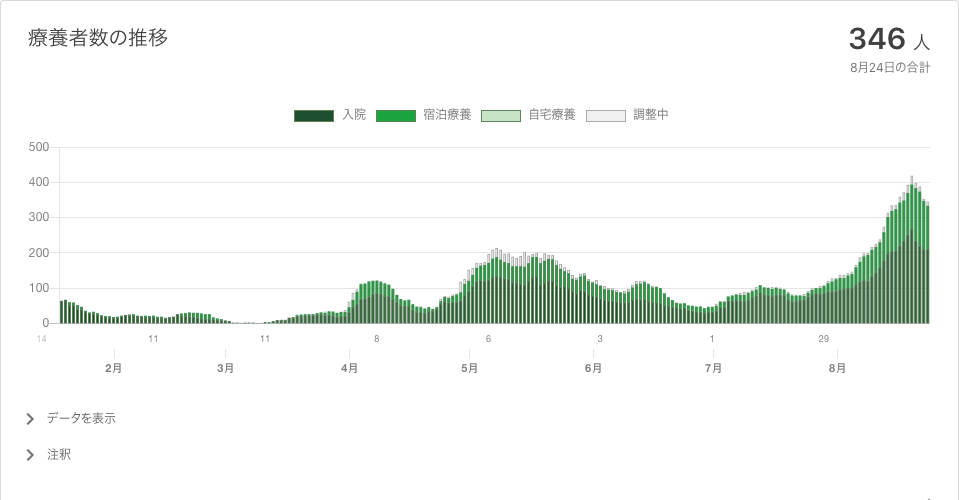 療養者数の推移
346 人
8月24日の合計
入院 宿泊療養 自宅療養 調整中
500
400
300
200
100
0
14 11 11 8 6 3 1 29
2月 3月 4月 5月 6月 7月 8月
データを表示
注釈